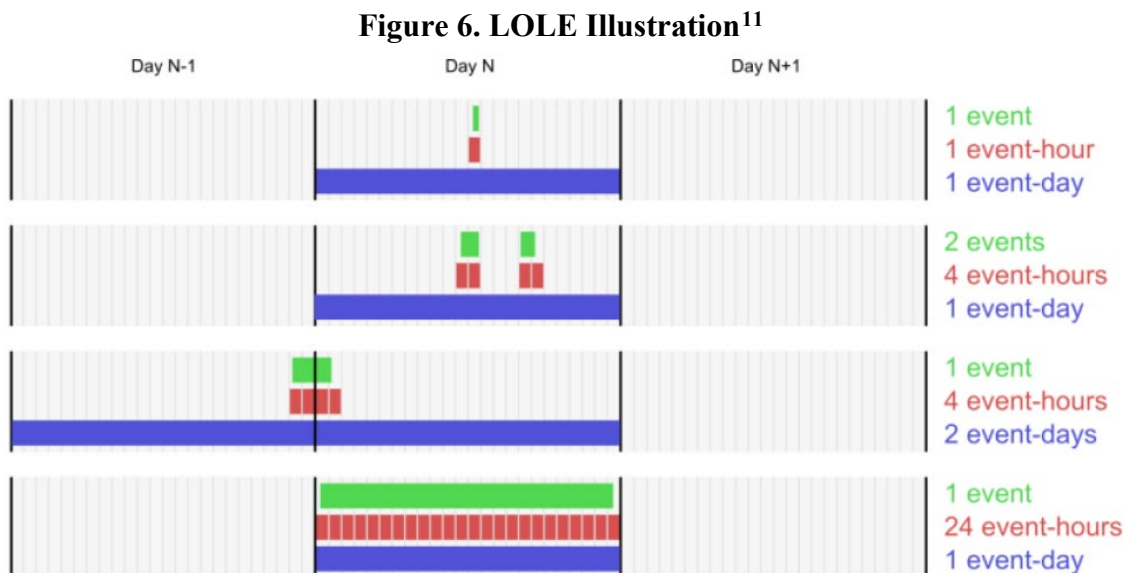 Figure 6. LOLE Illustration11
Day N-1 Day N Day N+1
1 event
1 event-hour
1 event-day
2 events
4 event-hours
1 event-day
1 event
4 event-hours
2 event-days
1 event
24 event-hours
1 event-day